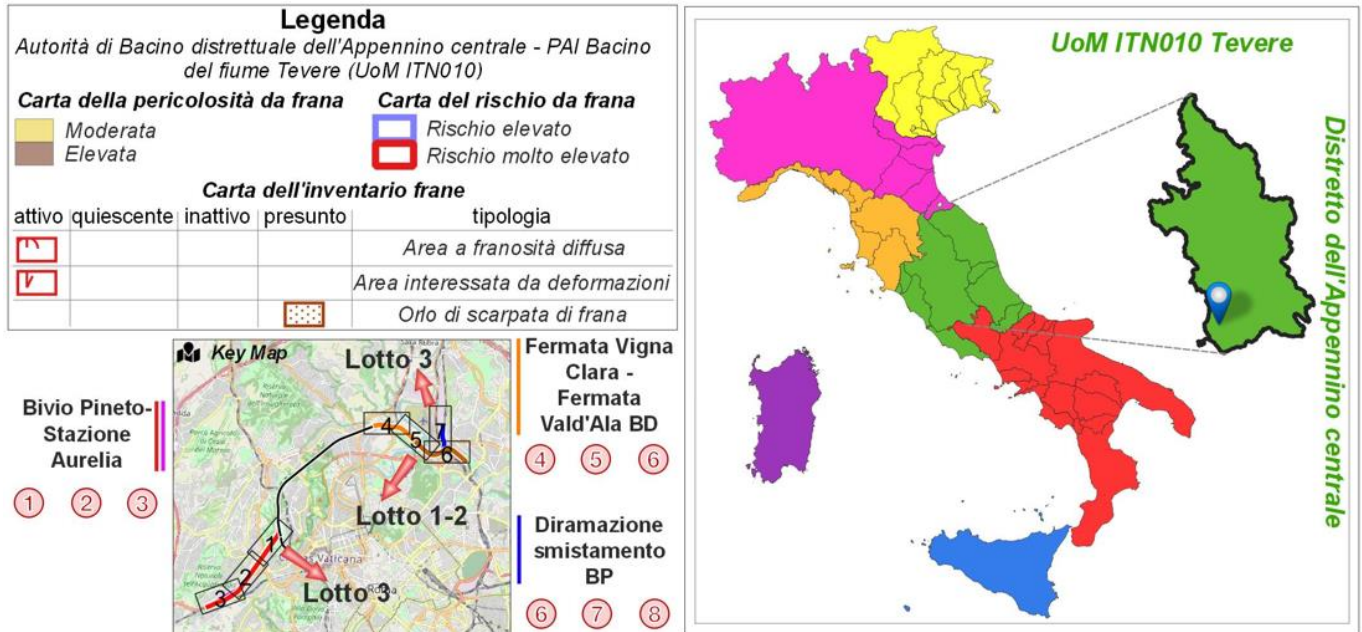 Legenda
Autorità di Bacino distrettuale dell'Appennino centrale - PAI Bacino
del fiume Tevere (UoM ITN010)
Carta della pericolosità da frana
Moderata
Elevata
Carta del rischio da frana
Rischio elevato
Rischio molto elevato
Carta dell'inventario frane
attivo quiescente inattivo presunto tipologia
Area a franosità diffusa
Area interessata da deformazioni
Orlo di scarpata di frana
Bivio Pineto-
Stazione
Aurelia
1 2 3
Key Map
Lotto 3
4
5
7
6
Lotto 1-2
1
2
3
Lotto 3
Vaticana
Fermata Vigna
Clara -
Fermata
Vald'Ala BD
4 5 6
Diramazione
smistamento
BP
6 7 8
UoM ITN010 Tevere
Distretto dell'Appennino centrale